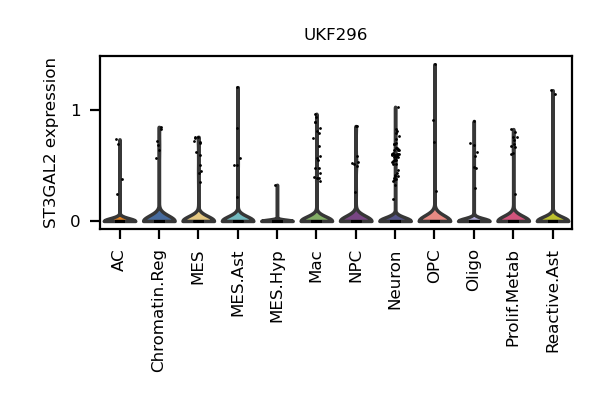 UKF296
ST3GAL2 expression
1
0
AC
Chromatin.Reg
MES
MES.Ast
MES.Hyp
Mac
NPC
Neuron
OPC
Oligo
Prolif.Metab
Reactive.Ast